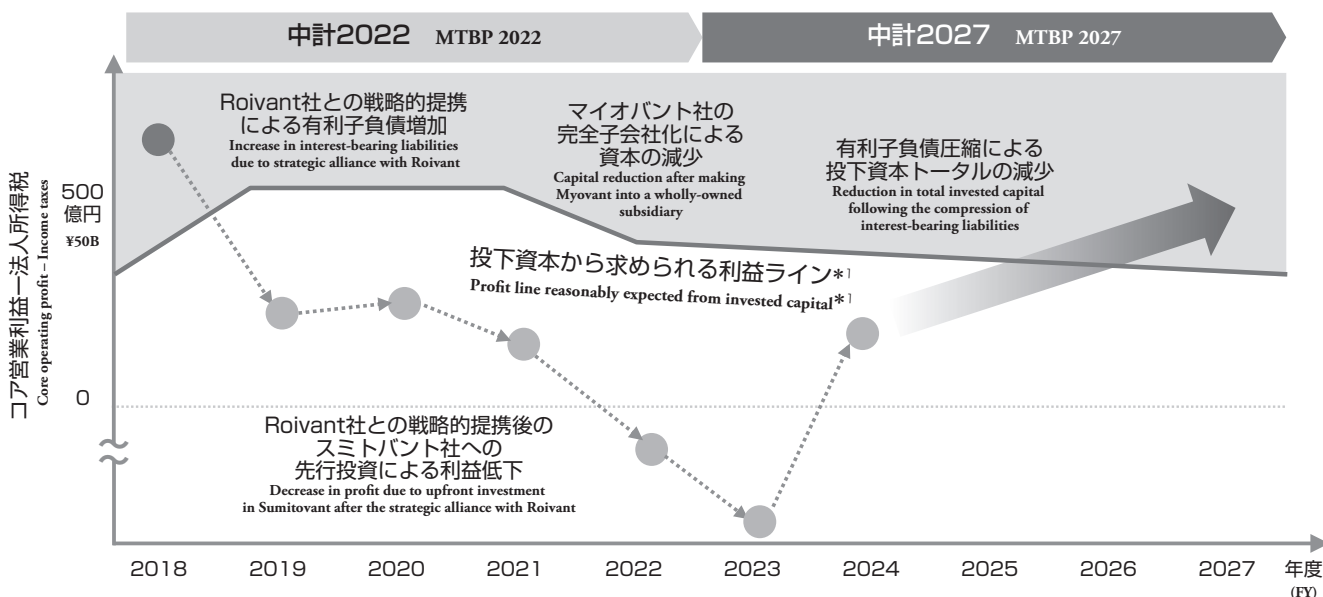 中計2022 MTBP 2022
中計2027 MTBP 2027
コア営業利益ー法人所得税
Core operating profit – Income taxes
500
億円
¥50B
0
Roivant社との戦略的提携
による有利子負債増加
Increase in interest-bearing liabilities
due to strategic alliance with Roivant
マイオバント社の
完全子会社化による
資本の減少
Capital reduction after making
Myovant into a wholly-owned
subsidiary
有利子負債圧縮による
投下資本トータルの減少
Reduction in total invested capital
following the compression of
interest-bearing liabilities
投下資本から求められる利益ライン*1
Profit line reasonably expected from invested capital*1
Roivant社との戦略的提携後の
スミトバント社への
先行投資による利益低下
Decrease in profit due to upfront investment
in Sumitovant after the strategic alliance with Roivant
2018 2019 2020 2021 2022 2023 2024 2025 2026 2027 年度
(FY)